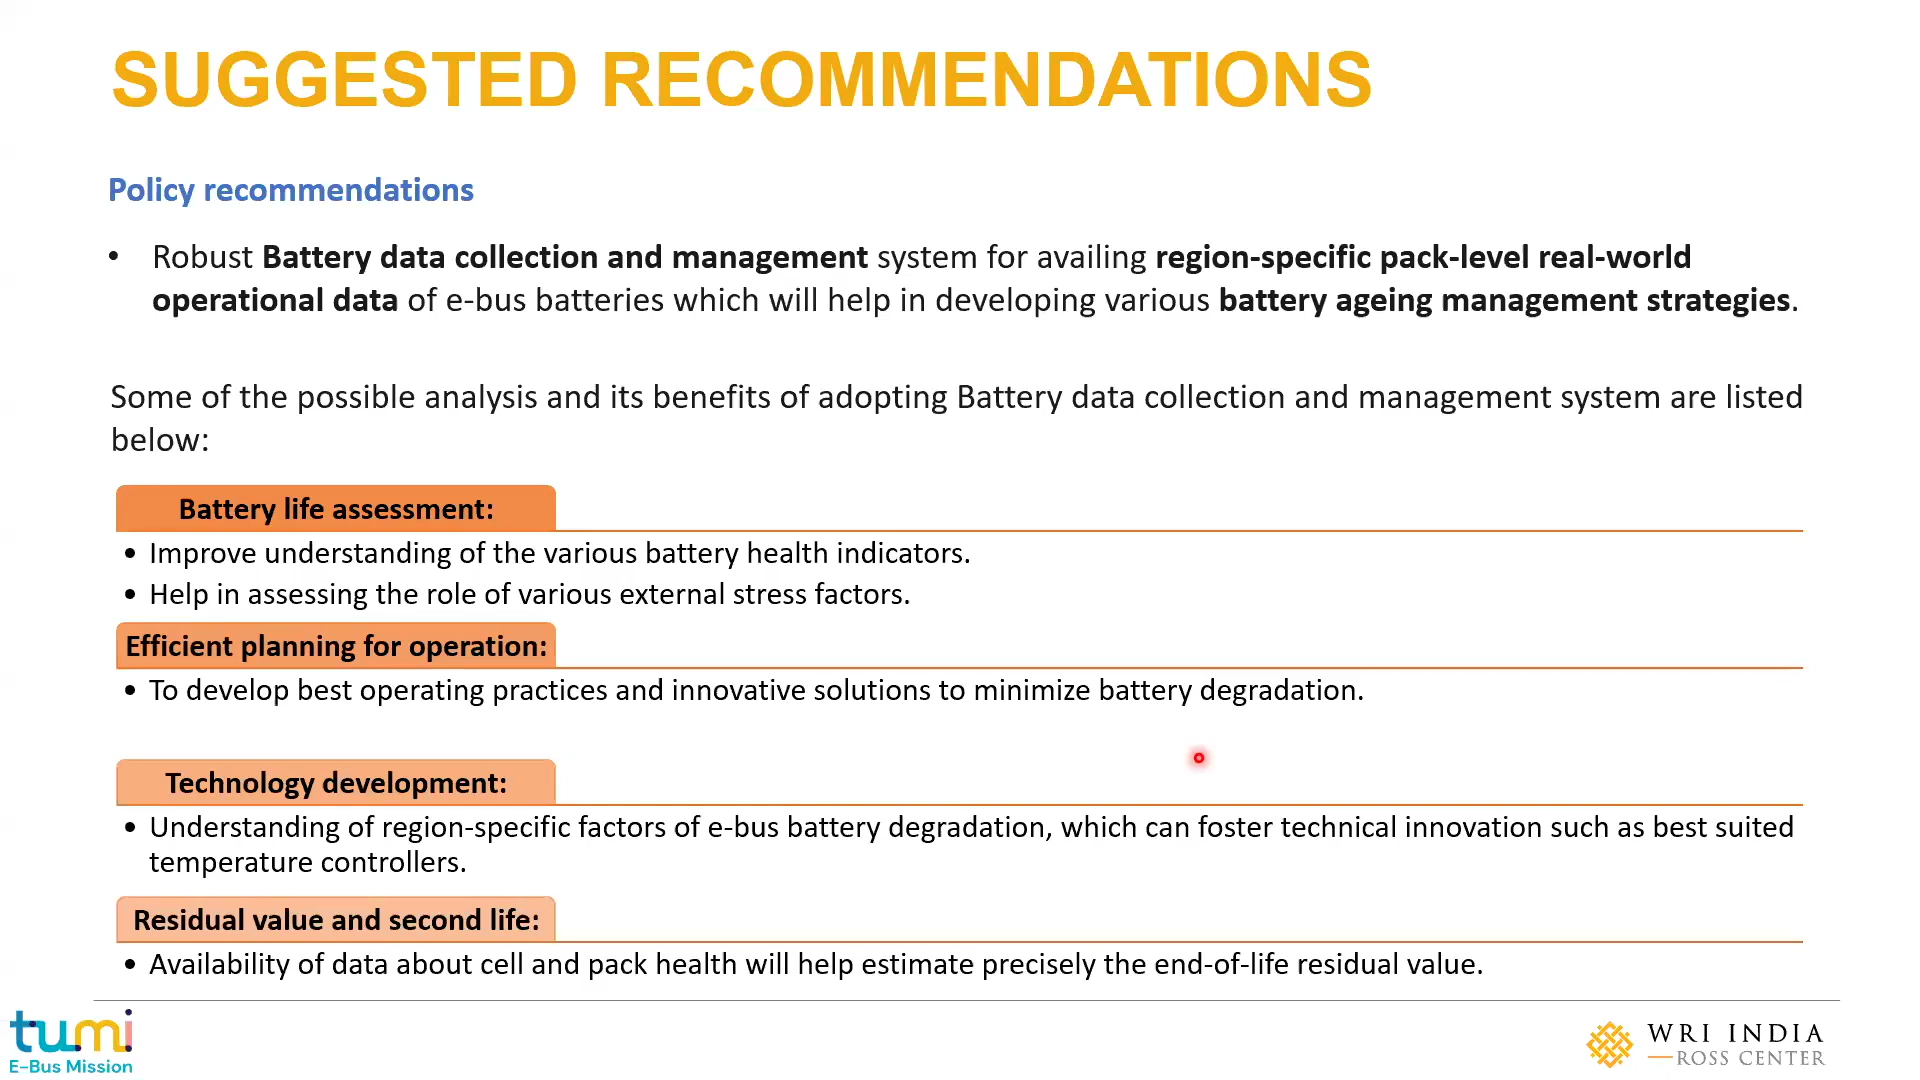 SUGGESTED RECOMMENDATIONS
Policy recommendations
• Robust Battery data collection and management system for availing region-specific pack-level real-world
operational data of e-bus batteries which will help in developing various battery ageing management strategies.
Some of the possible analysis and its benefits of adopting Battery data collection and management system are listed
below:
Battery life assessment:
• Improve understanding of the various battery health indicators.
• Help in assessing the role of various external stress factors.
Efficient planning for operation:
• To develop best operating practices and innovative solutions to minimize battery degradation.
Technology development:
• Understanding of region-specific factors of e-bus battery degradation, which can foster technical innovation such as best suited
temperature controllers.
Residual value and second life:
• Availability of data about cell and pack health will help estimate precisely the end-of-life residual value.
tumi
E-Bus Mission
WRI INDIA
ROSS CENTER